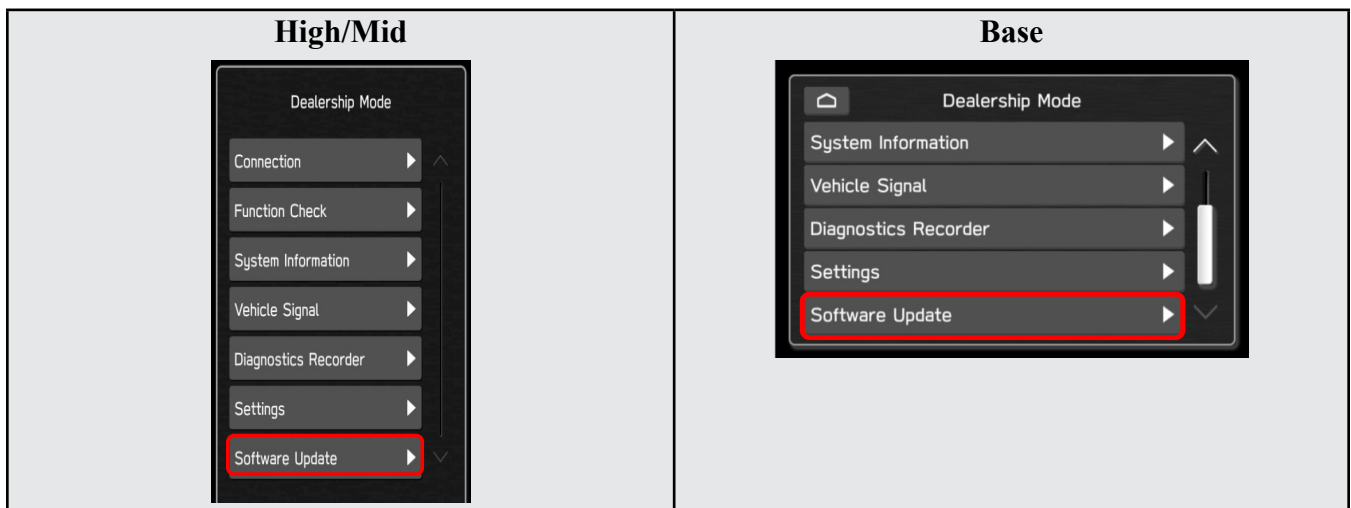 High/Mid
Dealership Mode
Connection
Function Check
System Information
Vehicle Signal
Diagnostics Recorder
Settings
Software Update
Base
Dealership Mode
System Information
Vehicle Signal
Diagnostics Recorder
Settings
Software Update